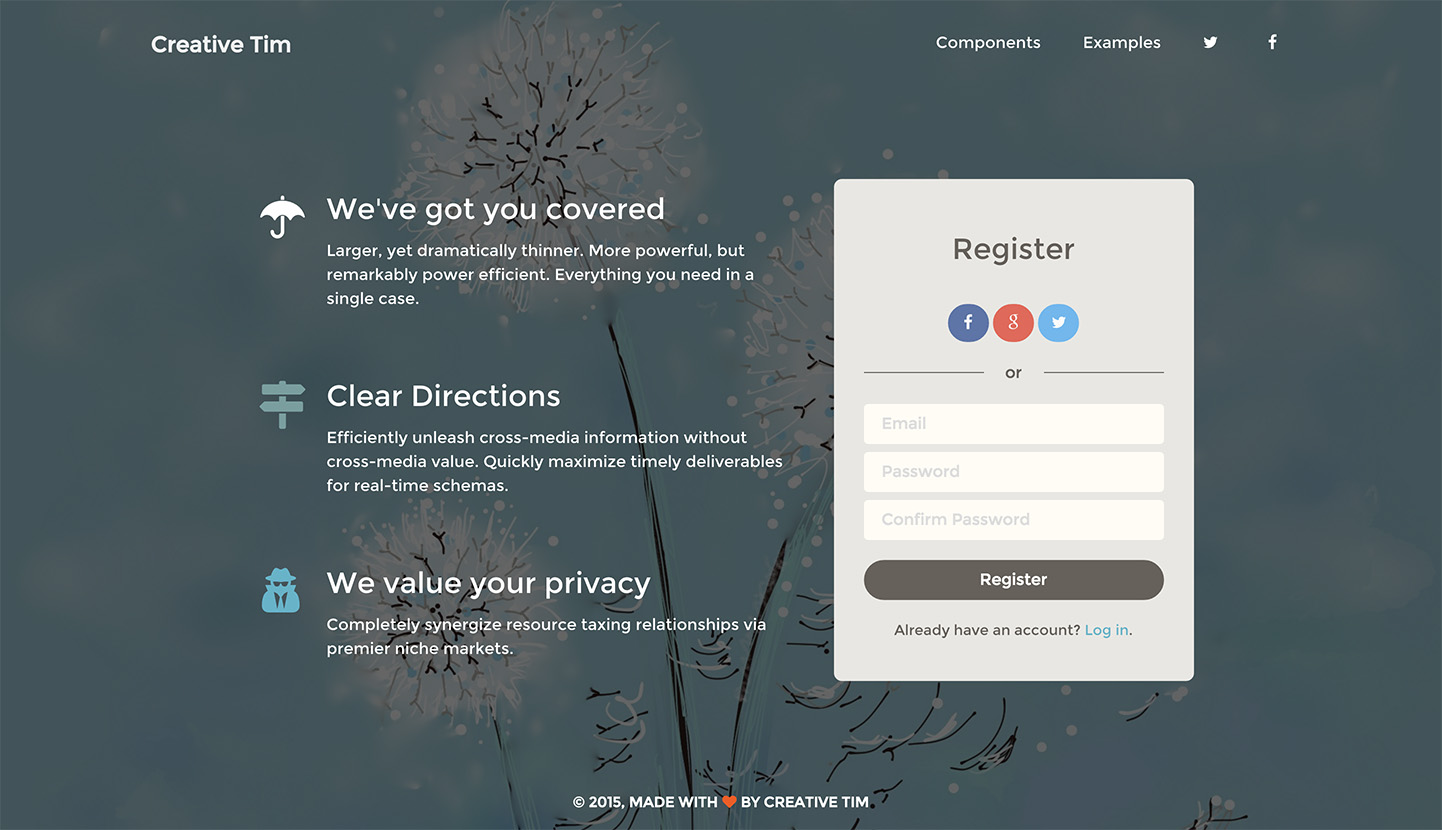 Creative Tim
Components
Examples
We've got you covered
Larger, yet dramatically thinner. More powerful, but
remarkably power efficient. Everything you need in a
single case.
Clear Directions
Efficiently unleash cross-media information without
cross-media value. Quickly maximize timely deliverables
for real-time schemas.
We value your privacy
Completely synergize resource taxing relationships via
premier niche markets.
Register
or
Email
Password
Confirm Password
Register
Already have an account? Log in.
© 2015, MADE WITH ❤ BY CREATIVE TIM